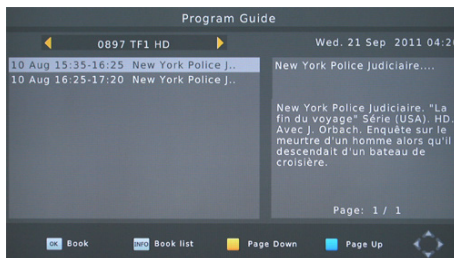 Program Guide
0897 TF1 HD
Wed. 21 Sep 2011 04:2
10 Aug 15:35-16:25 New York Police J..
10 Aug 16:25-17:20 New York Police J..
New York Police Judiciaire....
New York Police Judiciaire. "La
fin du voyage" Série (USA). HD.
Avec J. Orbach. Enquête sur le
meurtre d'un homme alors qu'il
descendait d'un bateau de
croisière.
Page: 1 / 1
OK Book
INFO Book list
Page Down
Page Up